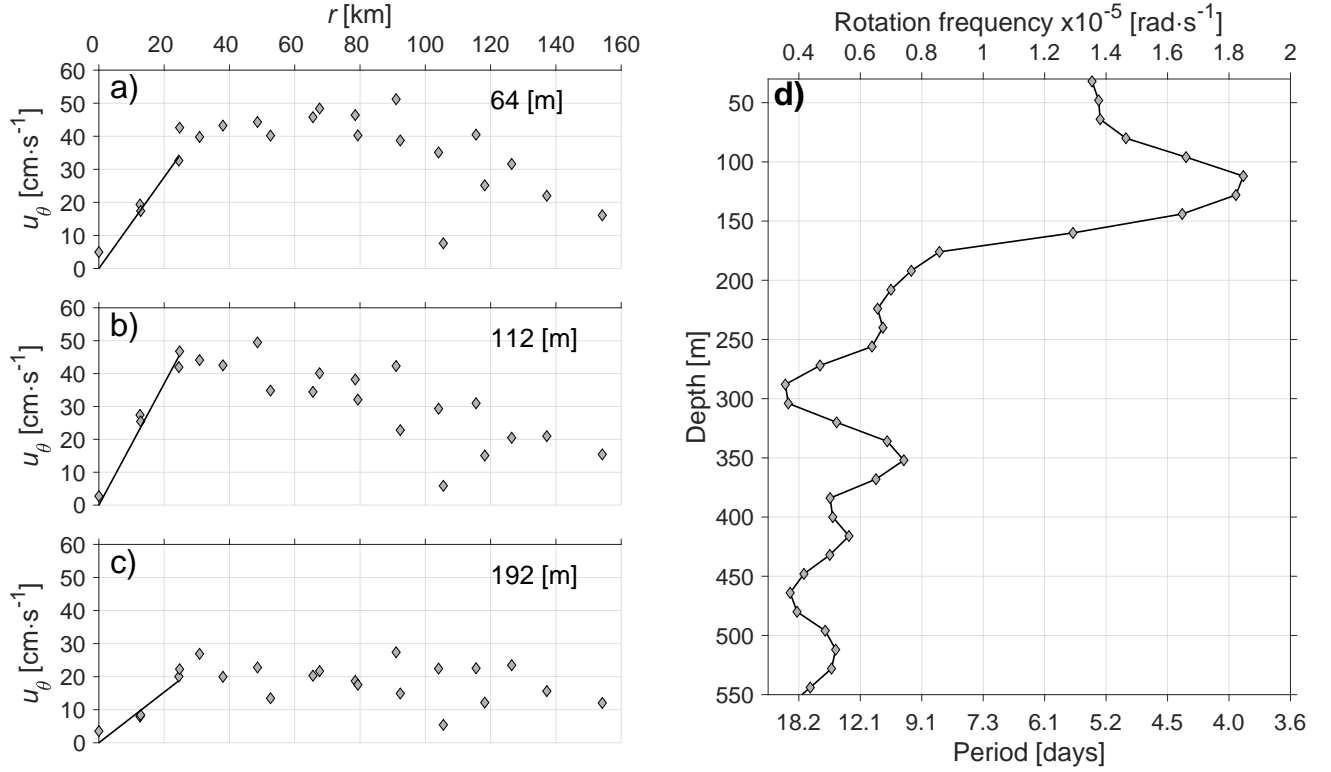 r [km]
0 20 40 60 80 100 120 140 160
a)
64 [m]
60
50
40
30
20
10
0
u_θ [cm·s⁻¹]
b)
112 [m]
60
50
40
30
20
10
0
u_θ [cm·s⁻¹]
c)
192 [m]
60
50
40
30
20
10
0
u_θ [cm·s⁻¹]
Rotation frequency x10⁻⁵ [rad·s⁻¹]
0.4 0.6 0.8 1 1.2 1.4 1.6 1.8 2
d)
50
100
150
200
250
300
350
400
450
500
550
Depth [m]
18.2 12.1 9.1 7.3 6.1 5.2 4.5 4.0 3.6
Period [days]